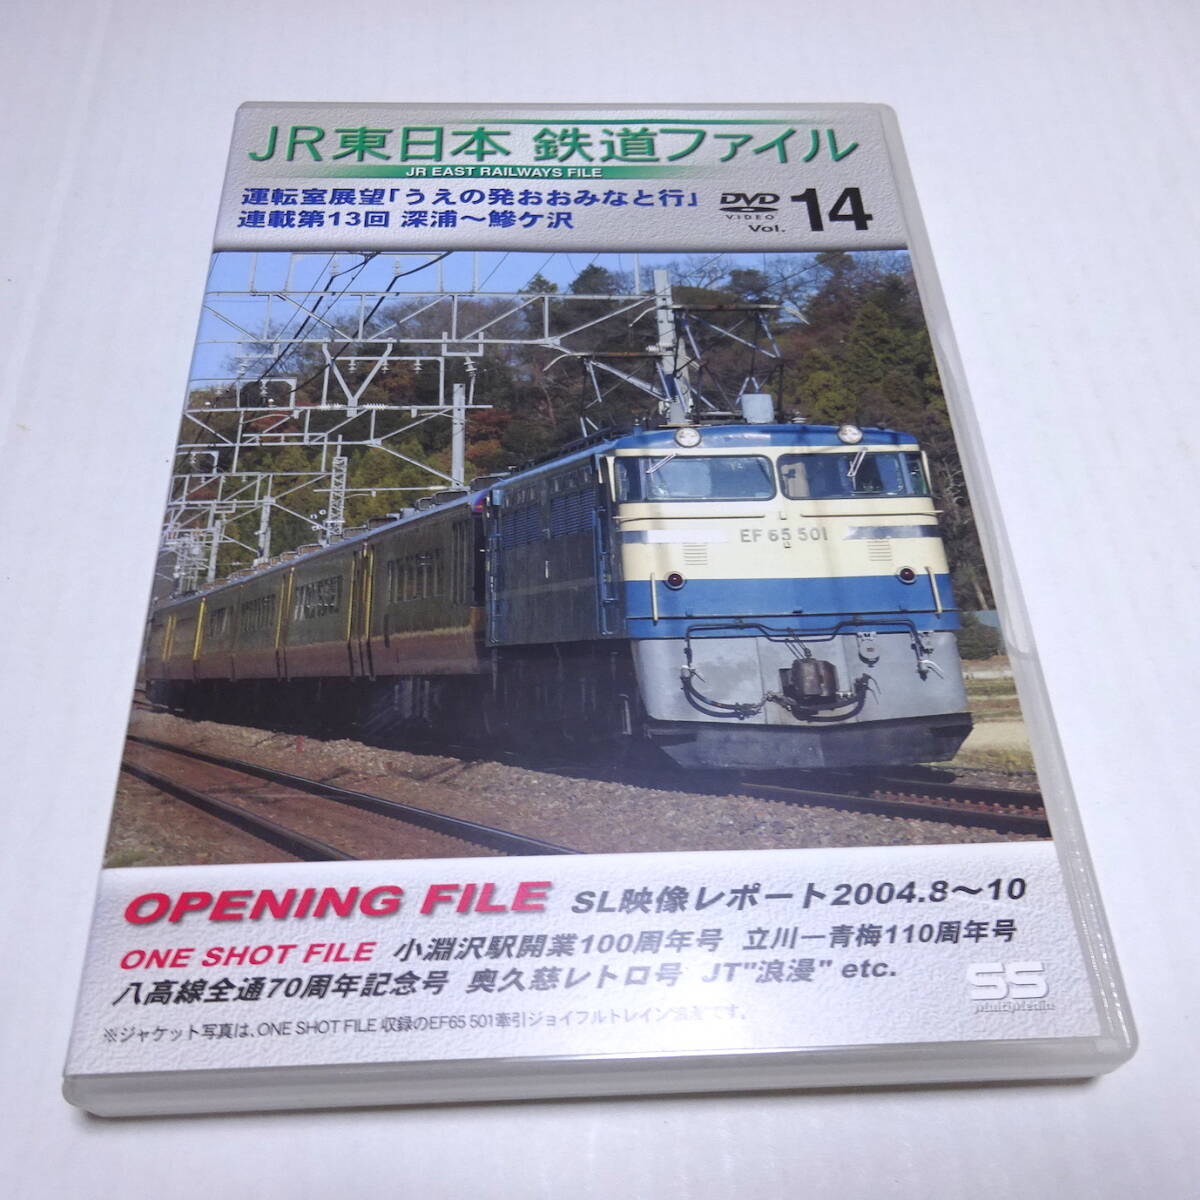 JR東日本 鉄道ファイル
JR EAST RAILWAYS FILE
運転室展望「うえの発おおみなと行」
連載第13回 深浦〜鰺ケ沢
DVD
VIDEO
Vol. 14
EF65 501
OPENING FILE SL映像レポート2004.8〜10
ONE SHOT FILE 小淵沢駅開業100周年号 立川ー青梅110周年号
八高線全通70周年記念号 奥久慈レトロ号 JT"浪漫" etc.
SS
※ジャケット写真は、ONE SHOT FILE 収録のEF65 501牽引ジョイフルトレイン"浪漫"です。